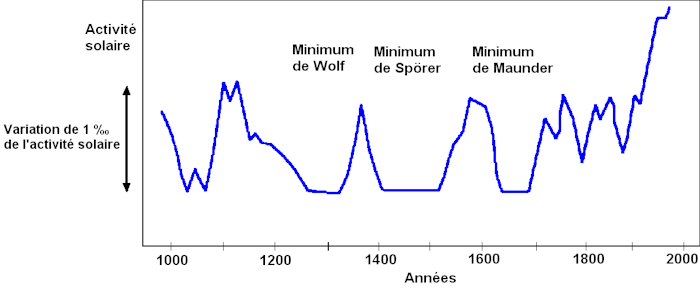 Activité
solaire
Minimum
de Wolf
Minimum
de Spörer
Minimum
de Maunder
Variation de 1 ‰
de l'activité solaire
1000
1200
1400
1600
1800
2000
Années